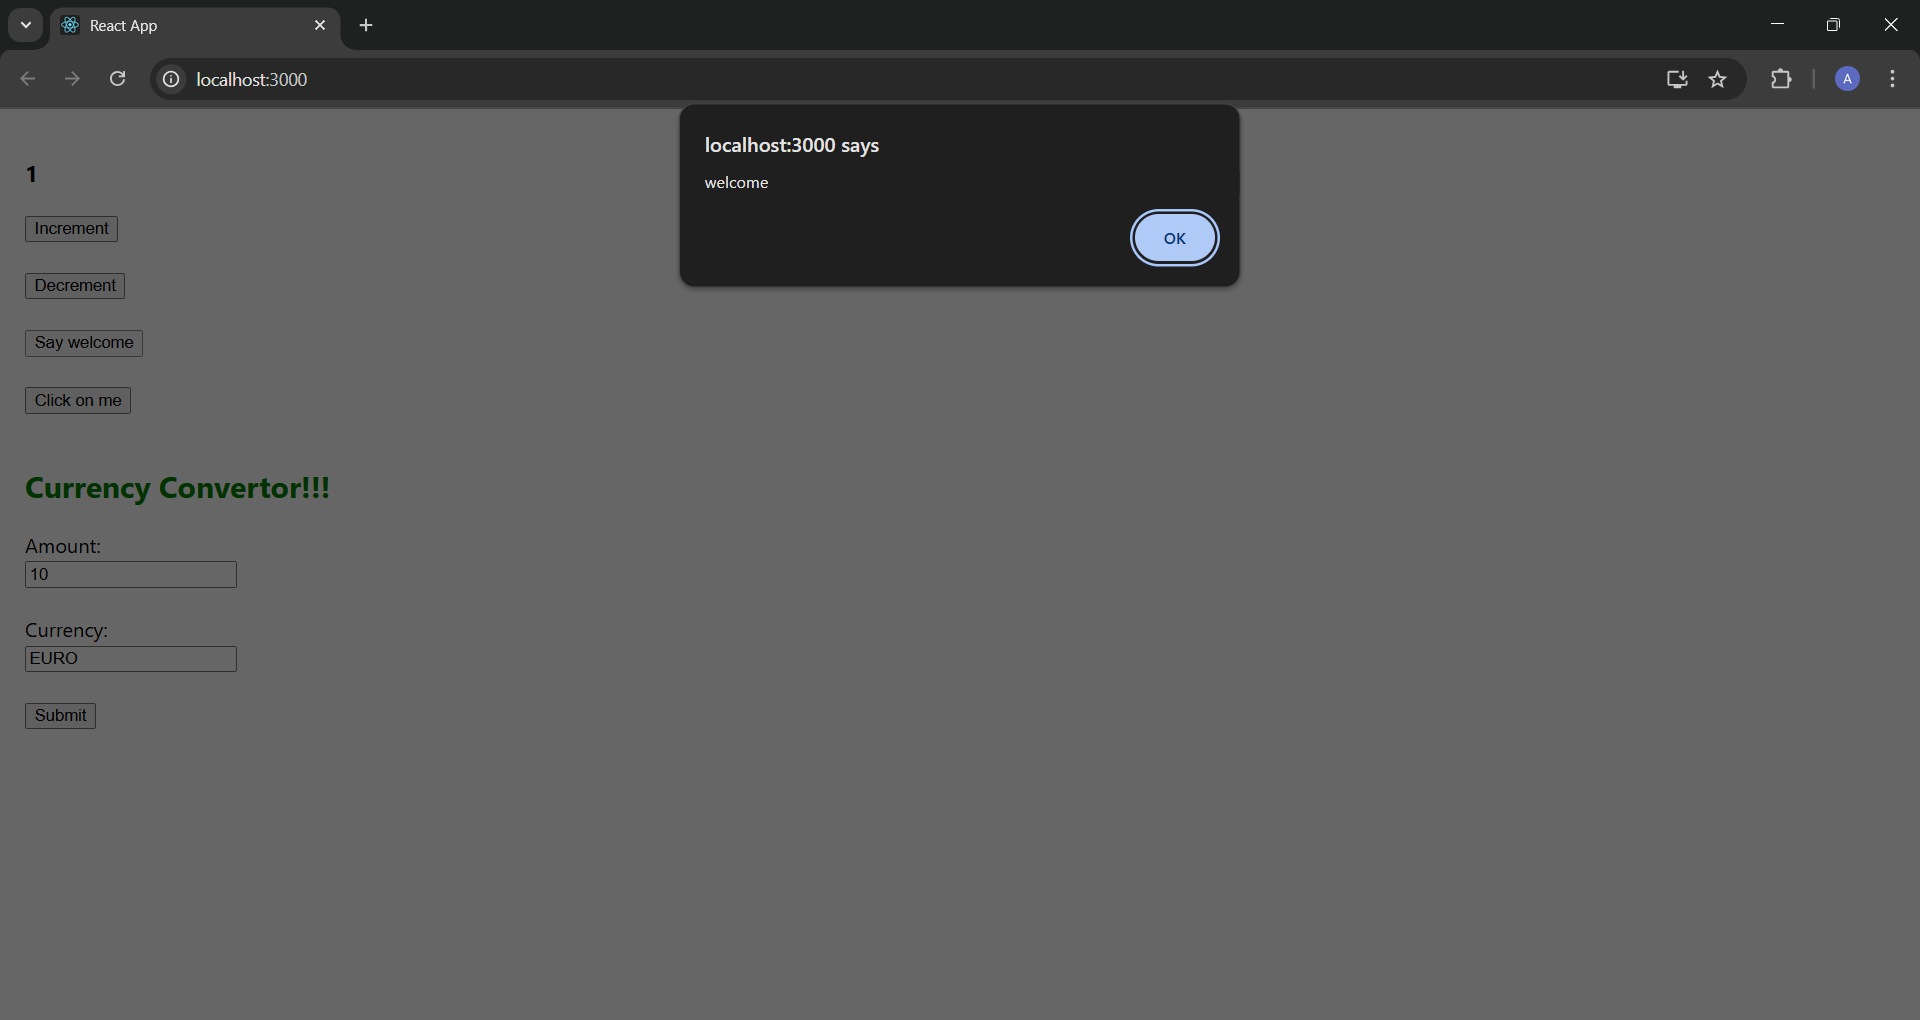 React App
localhost:3000
A
localhost:3000 says
welcome
OK
1
Increment
Decrement
Say welcome
Click on me
Currency Convertor!!!
Amount:
10
Currency:
EURO
Submit